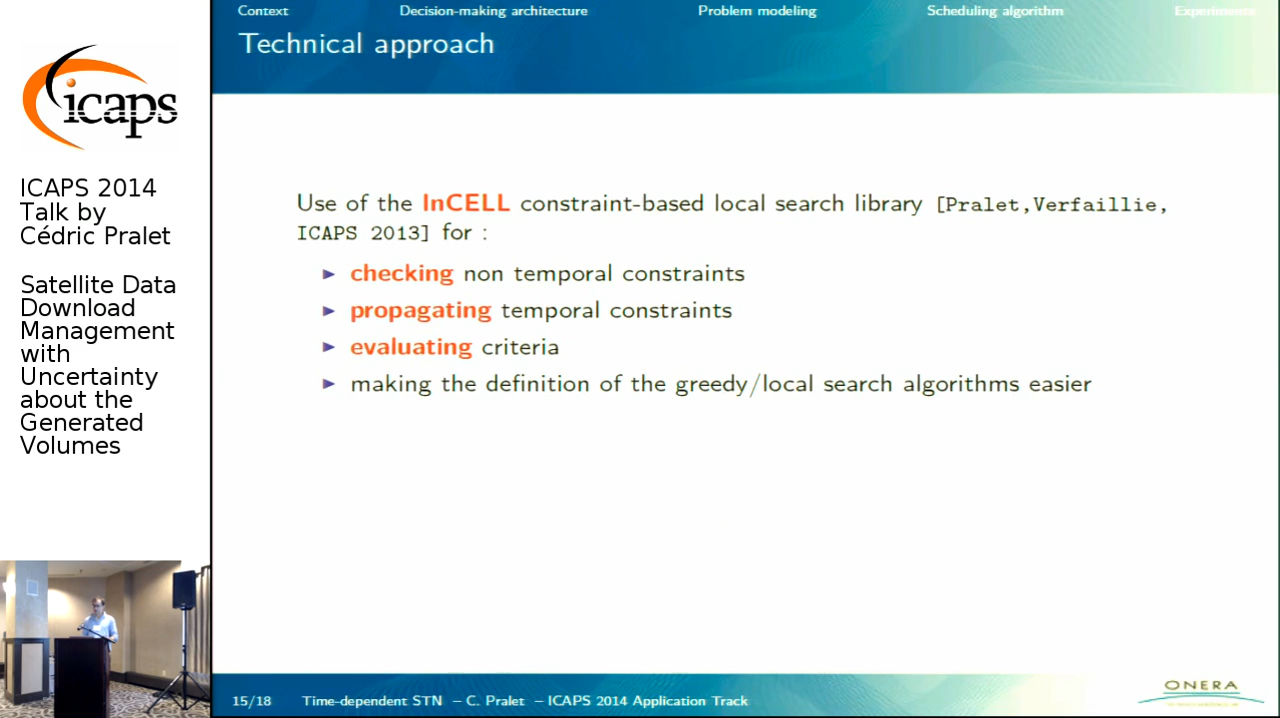 Context Decision-making architecture Problem modeling Scheduling algorithm Experiments
Technical approach
icaps
ICAPS 2014
Talk by
Cédric Pralet
Satellite Data
Download
Management
with
Uncertainty
about the
Generated
Volumes
Use of the InCELL constraint-based local search library [Pralet,Verfaillie,
ICAPS 2013] for :
► checking non temporal constraints
► propagating temporal constraints
► evaluating criteria
► making the definition of the greedy/local search algorithms easier
15/18 Time-dependent STN – C. Pralet – ICAPS 2014 Application Track
ONERA